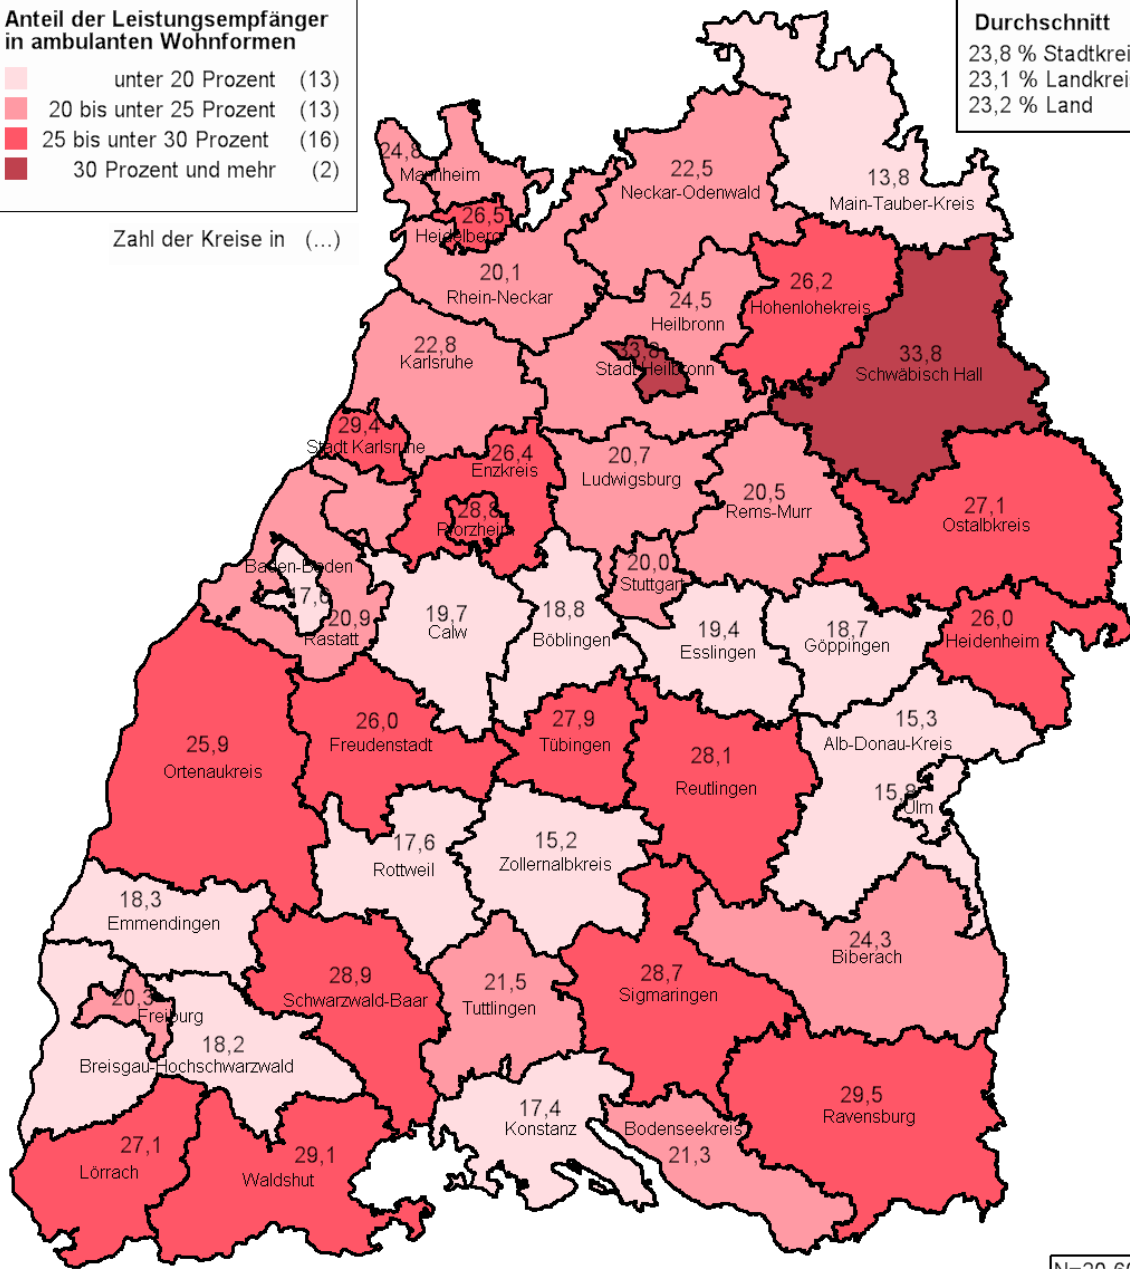 Anteil der Leistungsempfänger
in ambulanten Wohnformen
unter 20 Prozent (13)
20 bis unter 25 Prozent (13)
25 bis unter 30 Prozent (16)
30 Prozent und mehr (2)
Zahl der Kreise in (...)
Durchschnitt
23,8 % Stadtkrei
23,1 % Landkrei
23,2 % Land
24,8
Mannheim
22,5
Neckar-Odenwald
13,8
Main-Tauber-Kreis
26,5
Heidelberg
20,1
Rhein-Neckar
24,5
Heilbronn
26,2
Hohenlohekreis
22,8
Karlsruhe
33,8
Stadt Heilbronn
33,8
Schwäbisch Hall
29,4
Stadt Karlsruhe
26,4
Enzkreis
20,7
Ludwigsburg
20,5
Rems-Murr
27,1
Ostalbkreis
28,8
Pforzheim
Baden-Baden
17,6
20,9
Rastatt
19,7
Calw
18,8
Böblingen
20,0
Stuttgart
19,4
Esslingen
18,7
Göppingen
26,0
Heidenheim
25,9
Ortenaukreis
26,0
Freudenstadt
27,9
Tübingen
28,1
Reutlingen
15,3
Alb-Donau-Kreis
15,8
Ulm
17,6
Rottweil
15,2
Zollernalbkreis
18,3
Emmendingen
24,3
Biberach
28,9
Schwarzwald-Baar
21,5
Tuttlingen
28,7
Sigmaringen
20,3
Freiburg
18,2
Breisgau-Hochschwarzwald
29,5
Ravensburg
17,4
Konstanz
Bodenseekreis
21,3
27,1
Lörrach
29,1
Waldshut